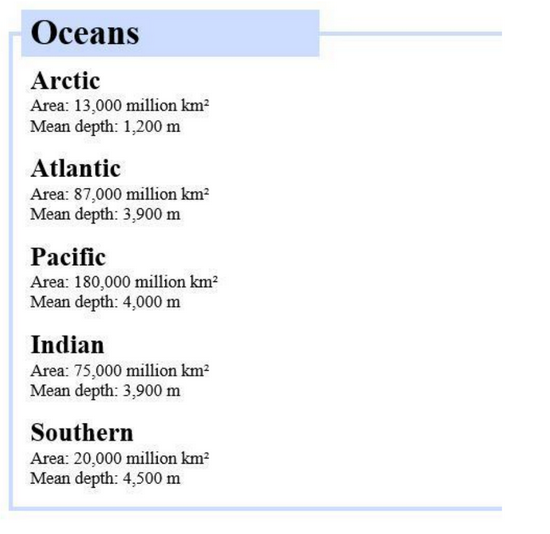 Oceans
Arctic
Area: 13,000 million km²
Mean depth: 1,200 m
Atlantic
Area: 87,000 million km²
Mean depth: 3,900 m
Pacific
Area: 180,000 million km²
Mean depth: 4,000 m
Indian
Area: 75,000 million km²
Mean depth: 3,900 m
Southern
Area: 20,000 million km²
Mean depth: 4,500 m